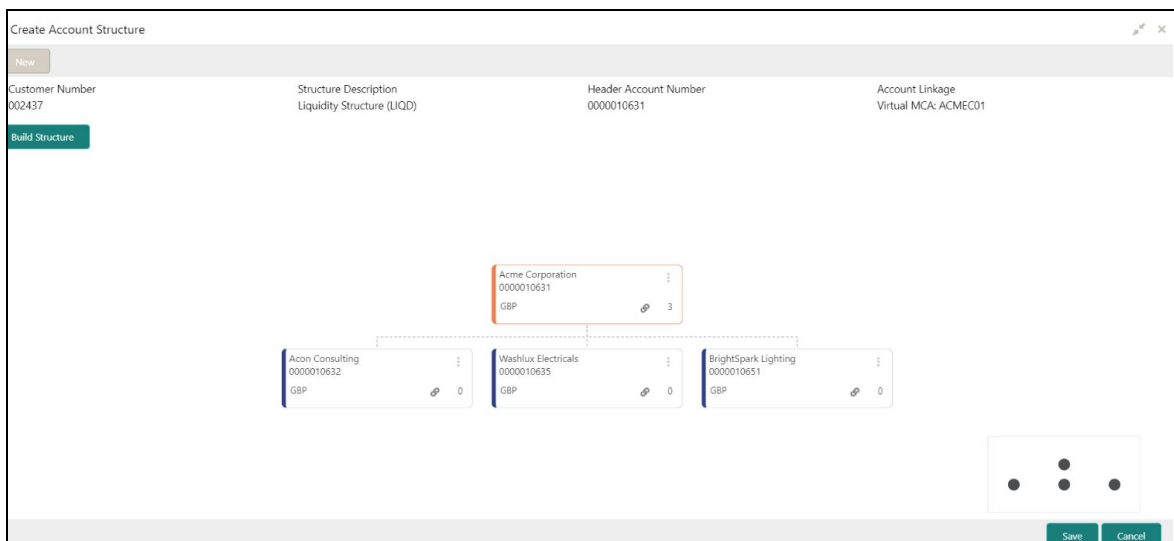 Create Account Structure
New
Customer Number
Structure Description
Header Account Number
Account Linkage
002437
Liquidity Structure (LIQD)
0000010631
Virtual MCA: ACMEC01
Build Structure
Acme Corporation
0000010631
GBP 3
Acon Consulting
0000010632
GBP 0
Washlux Electricals
0000010635
GBP 0
BrightSpark Lighting
0000010651
GBP 0
Save
Cancel